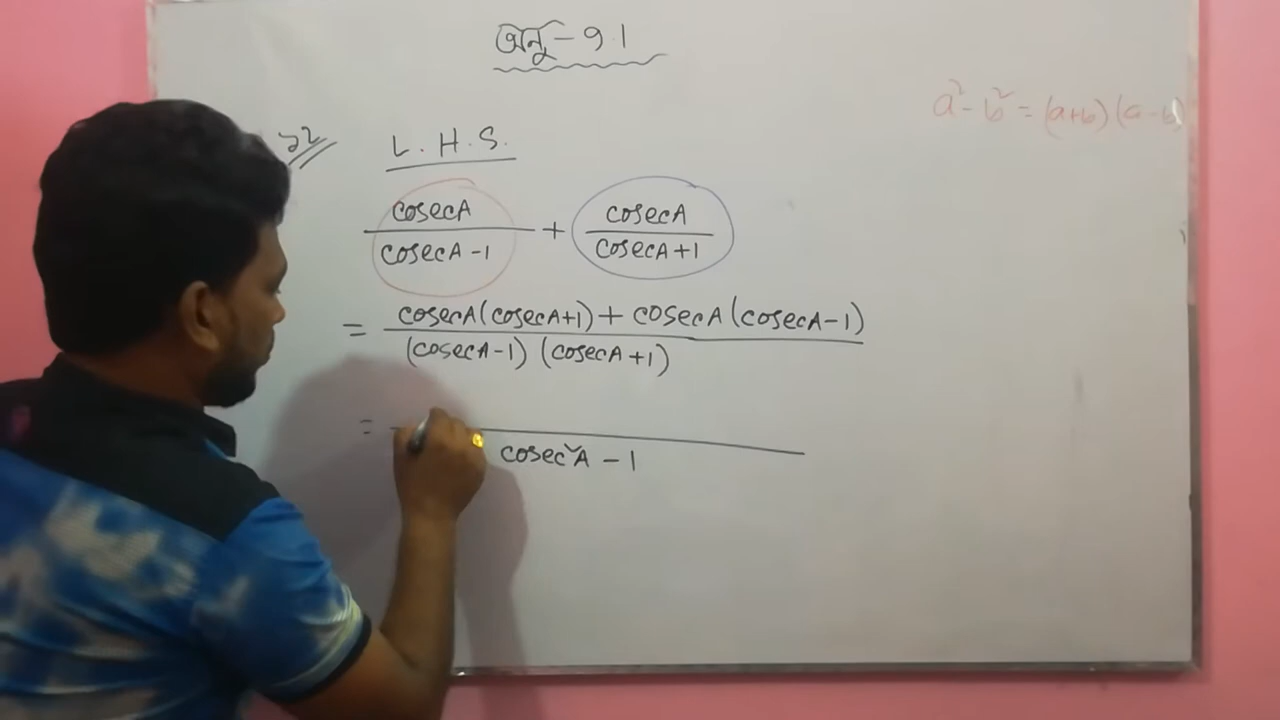 অনু - 9.1
a² - b² = (a+b) (a-b)
১২
L. H. S.
cosecA / cosecA - 1 + cosecA / cosecA + 1
= cosecA (cosecA+1) + cosecA (cosecA-1) / (cosecA-1) (cosecA+1)
= / cosec²A - 1